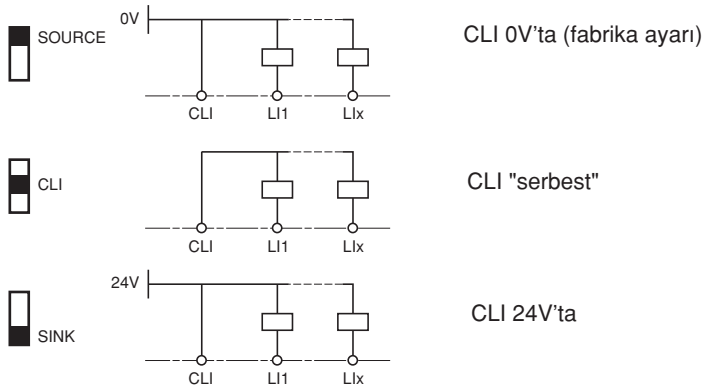 0V
SOURCE
CLI 0V'ta (fabrika ayarı)
CLI LI1 LIx
CLI
CLI "serbest"
CLI LI1 LIx
24V
CLI 24V'ta
SINK
CLI LI1 LIx